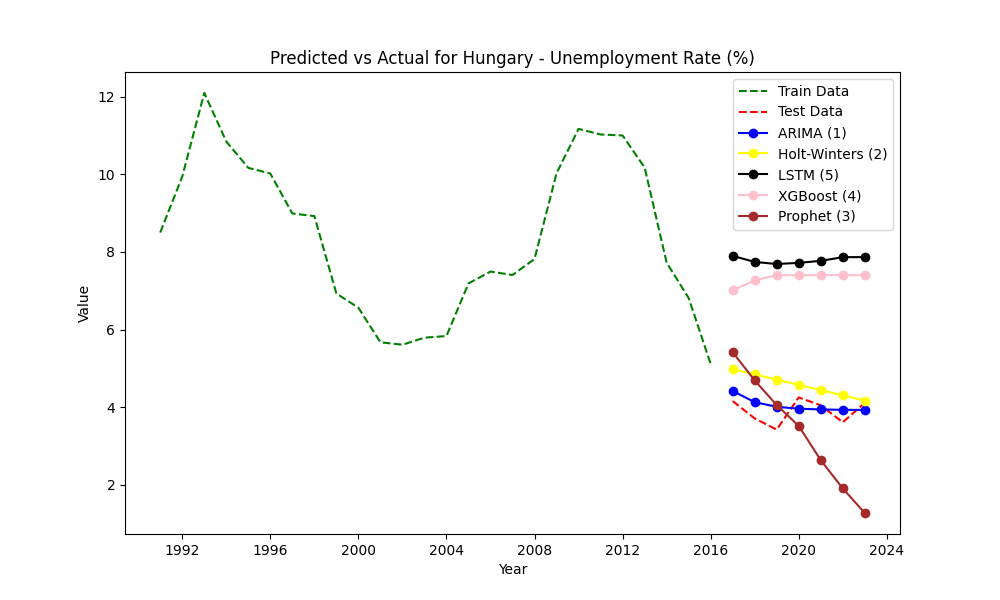 Predicted vs Actual for Hungary - Unemployment Rate (%)
Train Data
Test Data
ARIMA (1)
Holt-Winters (2)
LSTM (5)
XGBoost (4)
Prophet (3)
Value
12
10
8
6
4
2
1992 1996 2000 2004 2008 2012 2016 2020 2024
Year